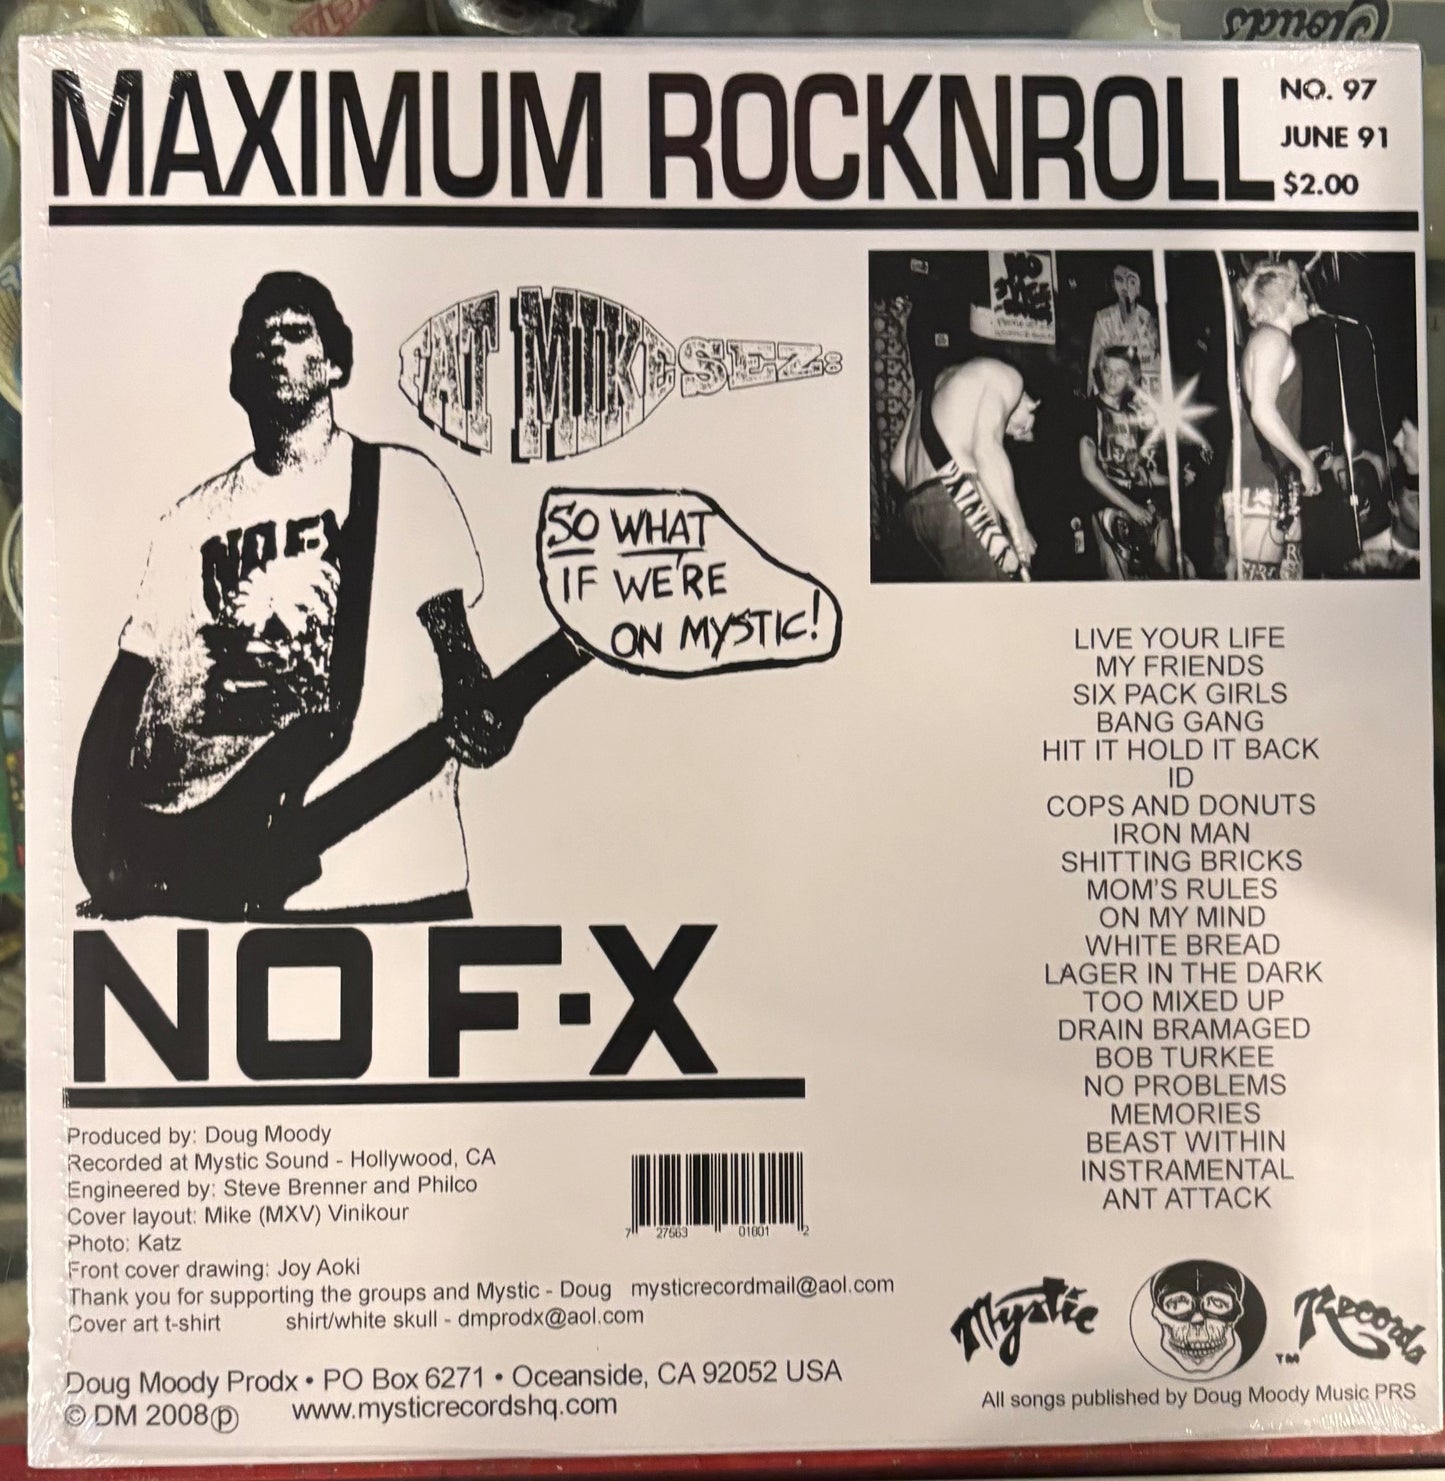 Clouds
MAXIMUM ROCKNROLL
NO. 97
JUNE 91
$2.00
FAT MIKE SEZ:
SO WHAT
IF WE'RE
ON MYSTIC!
NO FX
NO
STAGE
NO F-X
LIVE YOUR LIFE
MY FRIENDS
SIX PACK GIRLS
BANG GANG
HIT IT HOLD IT BACK
ID
COPS AND DONUTS
IRON MAN
SHITTING BRICKS
MOM'S RULES
ON MY MIND
WHITE BREAD
LAGER IN THE DARK
TOO MIXED UP
DRAIN BRAMAGED
BOB TURKEE
NO PROBLEMS
MEMORIES
BEAST WITHIN
INSTRAMENTAL
ANT ATTACK
Produced by: Doug Moody
Recorded at Mystic Sound - Hollywood, CA
Engineered by: Steve Brenner and Philco
Cover layout: Mike (MXV) Vinikour
Photo: Katz
Front cover drawing: Joy Aoki
Thank you for supporting the groups and Mystic - Doug mysticrecordmail@aol.com
Cover art t-shirt shirt/white skull - dmprodx@aol.com
7 27563 01801 2
Doug Moody Prodx • PO Box 6271 • Oceanside, CA 92052 USA
© DM 2008 ℗ www.mysticrecordshq.com
Mystic Records ™
All songs published by Doug Moody Music PRS